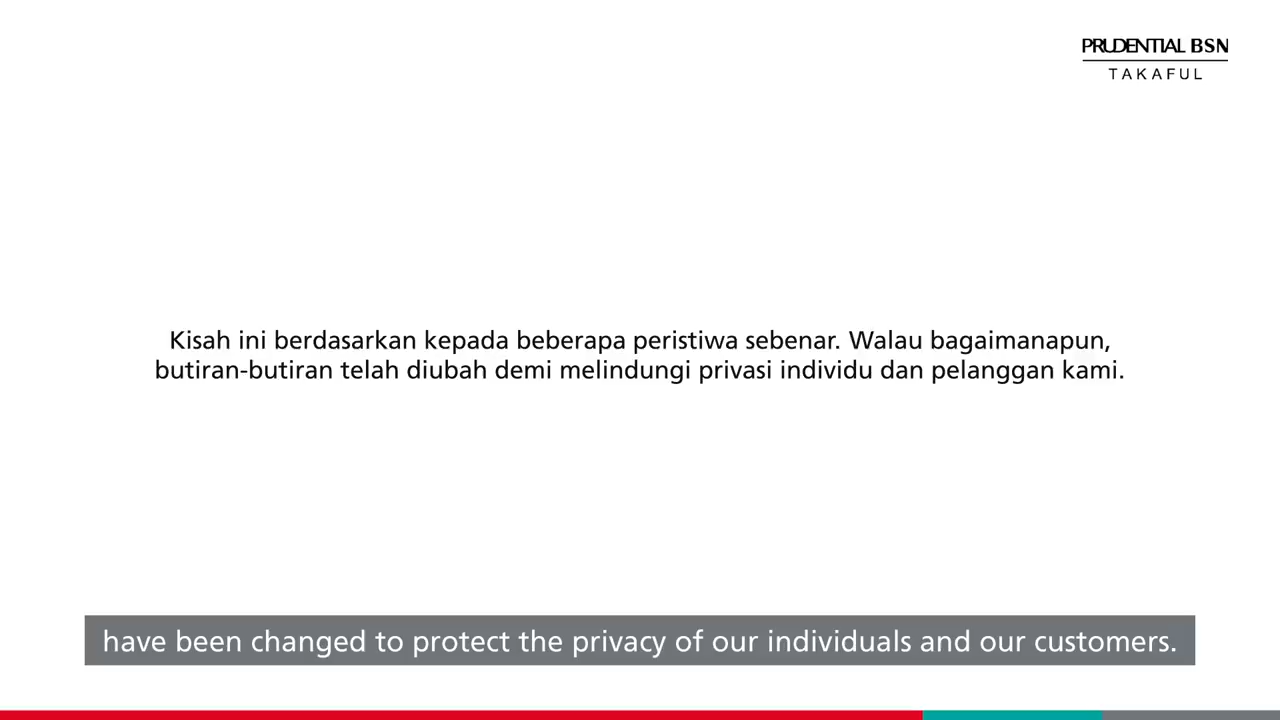 PRUDENTIAL BSN
TAKAFUL
Kisah ini berdasarkan kepada beberapa peristiwa sebenar. Walau bagaimanapun,
butiran-butiran telah diubah demi melindungi privasi individu dan pelanggan kami.
have been changed to protect the privacy of our individuals and our customers.